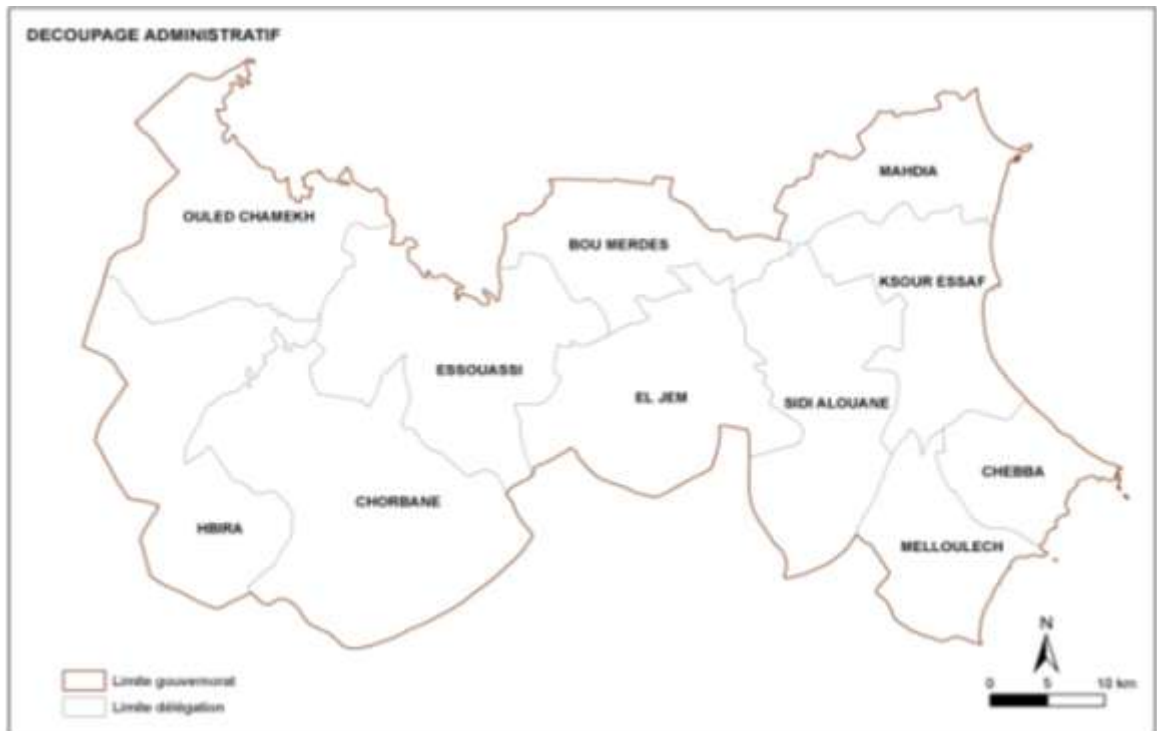 DECOUPAGE ADMINISTRATIF
MAHDIA
OULED CHAMEKH
BOU MERDES
KSOUR ESSAF
ESSOUASSI
EL JEM
SIDI ALOUANE
CHEBBA
CHORBANE
HBIRA
MELLOULECH
N
0 5 10 km
Limite gouvernorat
Limite délégation